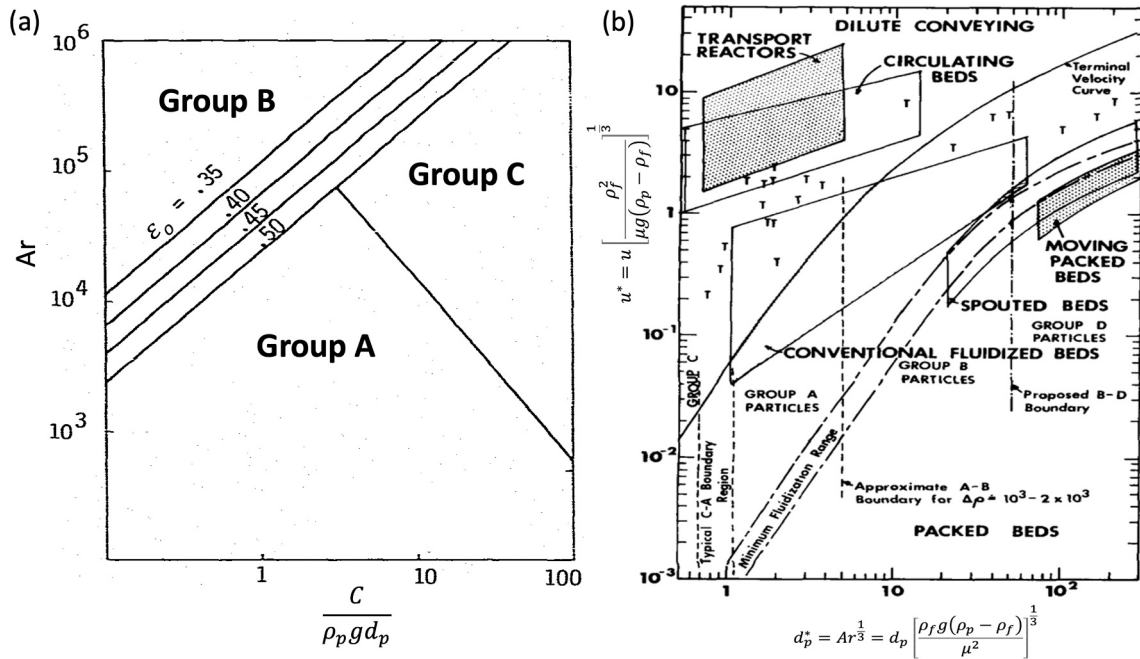 (a)
10^6
10^5
10^4
10^3
Ar
Group B
Group C
Group A
ε_o = .35
.40
.45
.50
1
10
100
C
ρ_p g d_p
(b)
DILUTE CONVEYING
TRANSPORT
REACTORS
CIRCULATING
BEDS
Terminal
Velocity
Curve
10
1
10^-1
10^-2
10^-3
u* = u [ρ_f^2 / μg(ρ_p − ρ_f)]^1/3
T T T T T T T T T T T T T T T T T T T T T
MOVING
PACKED
BEDS
SPOUTED BEDS
GROUP D
PARTICLES
CONVENTIONAL FLUIDIZED BEDS
GROUP B
PARTICLES
GROUP A
PARTICLES
GROUP C
Typical C-A Boundary
Region
Minimum Fluidization Range
Proposed B-D
Boundary
Approximate A-B
Boundary for Δρ ≐ 10^3 – 2 x 10^3
PACKED BEDS
1
10
10^2
d_p* = Ar^1/3 = d_p [ρ_f g(ρ_p − ρ_f) / μ^2]^1/3